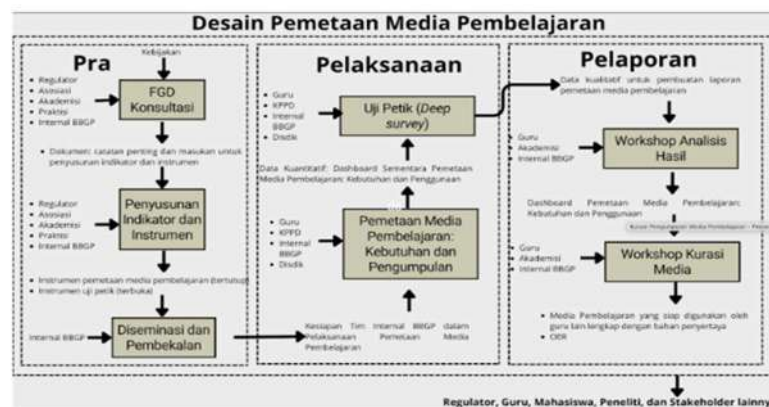 Desain Pemetaan Media Pembelajaran
Pra
Kebijakan
• Regulator
• Asosiasi
• Akademisi
• Praktisi
• Internal BBGP
FGD
Konsultasi
• Dokumen: catatan penting dan masukan untuk
penyusunan indikator dan instrumen
• Regulator
• Asosiasi
• Akademisi
• Praktisi
• Internal BBGP
Penyusunan
Indikator dan
Instrumen
• Instrumen pemetaan media pembelajaran (tertutup)
• Instrumen uji petik (terbuka)
Internal BBGP
Diseminasi dan
Pembekalan
Pelaksanaan
• Guru
• KPPD
• Internal
BBGP
• Disdik
Uji Petik (Deep
survey)
Data Kuantitatif: Dashboard Sementara Pemetaan
Media Pembelajaran: Kebutuhan dan Penggunaan
• Guru
• KPPD
• Internal
BBGP
• Disdik
Pemetaan Media
Pembelajaran:
Kebutuhan dan
Pengumpulan
Kesiapan Tim Internal BBGP dalam
Pelaksanaan Pemetaan Media
Pembelajaran
Pelaporan
Data kualitatif untuk pembuatan laporan
pemetaan media pembelajaran
• Guru
• Akademisi
• Internal BBGP
Workshop Analisis
Hasil
Dashboard Pemetaan Media Pembelajaran:
Kebutuhan dan Penggunaan
• Guru
• Akademisi
• Internal BBGP
Workshop Kurasi
Media
• Media Pembelajaran yang siap digunakan oleh
guru lain lengkap dengan bahan penyerta
• OER
Regulator, Guru, Mahasiswa, Peneliti, dan Stakeholder lainny